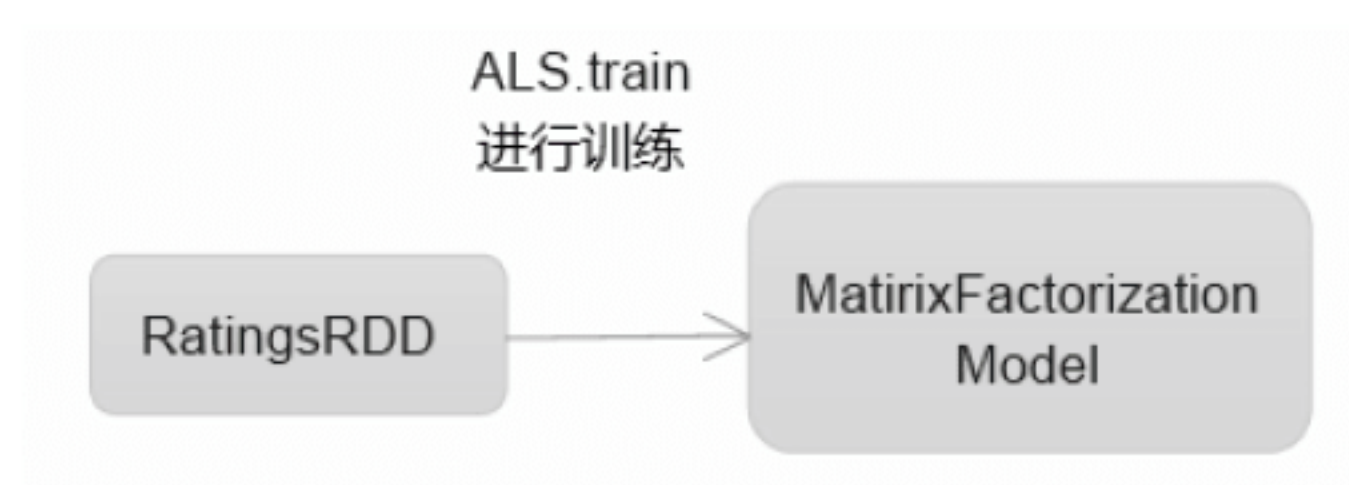 ALS.train
进行训练
RatingsRDD
MatirixFactorization
Model